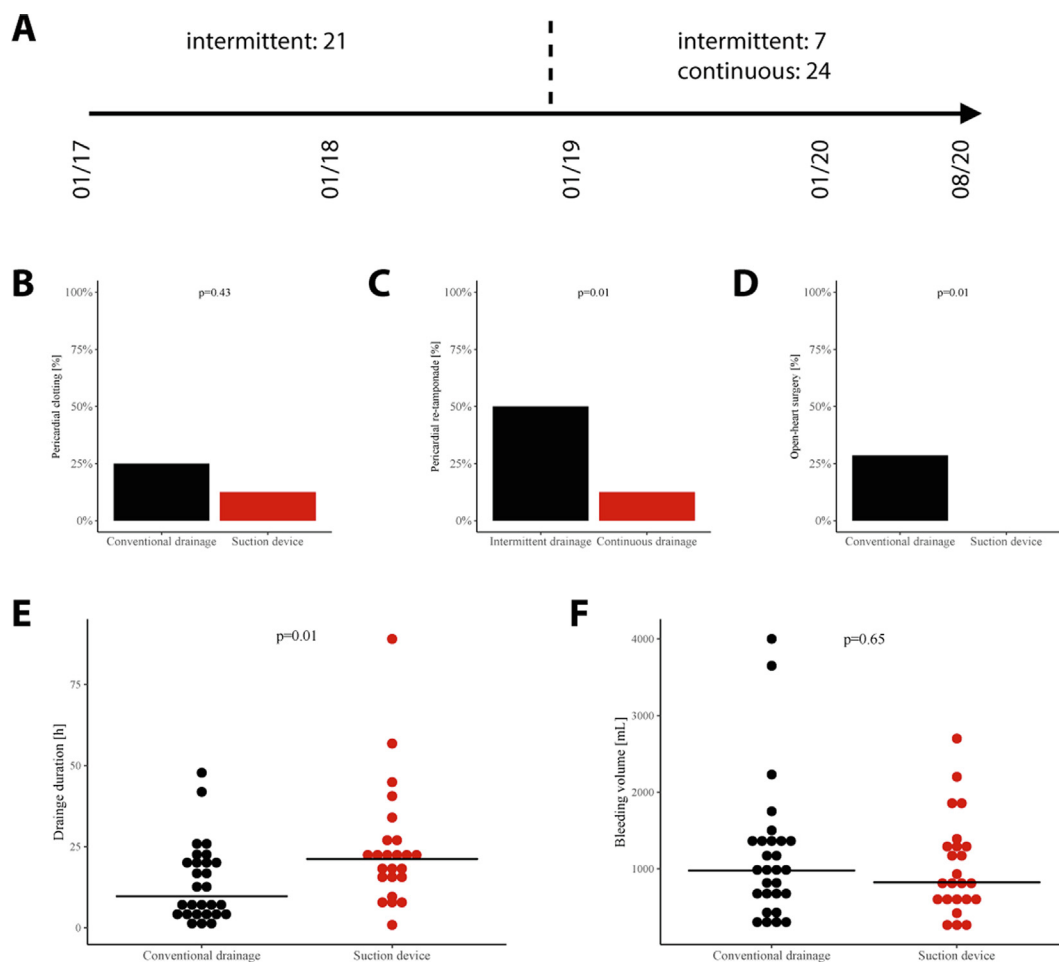 A
intermittent: 21
intermittent: 7
continuous: 24
01/17
01/18
01/19
01/20
08/20
B
p=0.43
100%
75%
50%
25%
0%
Pericardial clotting [%]
Conventional drainage
Suction device
C
p=0.01
100%
75%
50%
25%
0%
Pericardial re-tamponade [%]
Intermittent drainage
Continuous drainage
D
p=0.01
100%
75%
50%
25%
0%
Open-heart surgery [%]
Conventional drainage
Suction device
E
p=0.01
75
50
25
0
Drainge duration [h]
Conventional drainage
Suction device
F
p=0.65
4000
3000
2000
1000
0
Bleeding volume [mL]
Conventional drainage
Suction device